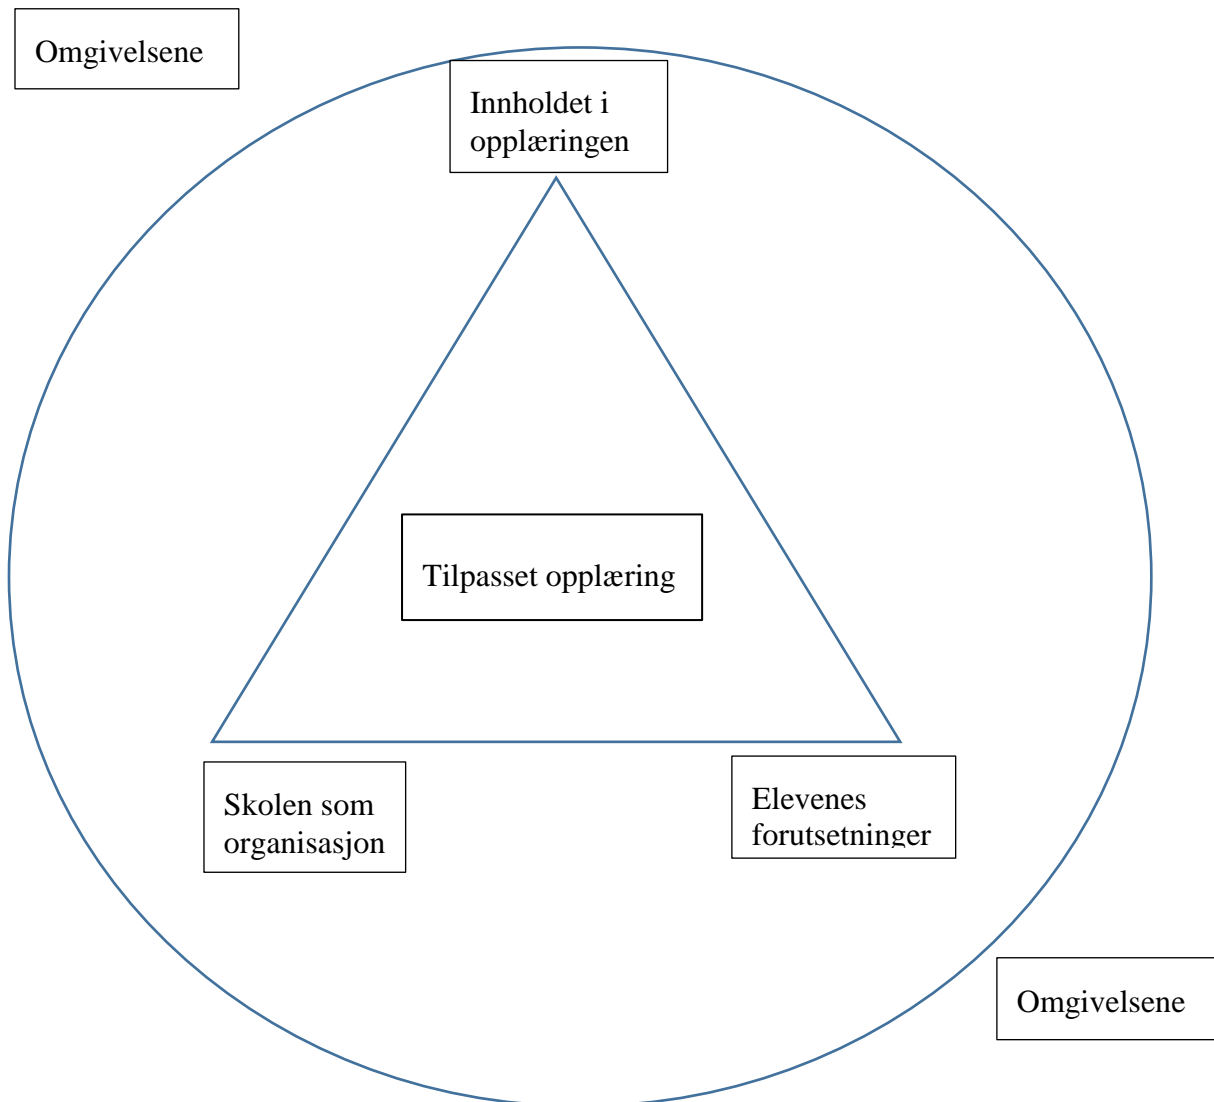 Omgivelsene
Innholdet i
opplæringen
Tilpasset opplæring
Skolen som
organisasjon
Elevenes
forutsetninger
Omgivelsene